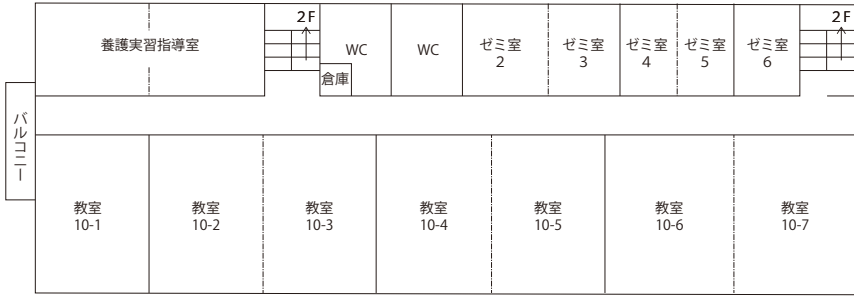 2F
2F
養護実習指導室
WC
WC
ゼミ室
2
ゼミ室
3
ゼミ室
4
ゼミ室
5
ゼミ室
6
倉庫
バルコニー
教室
10-1
教室
10-2
教室
10-3
教室
10-4
教室
10-5
教室
10-6
教室
10-7